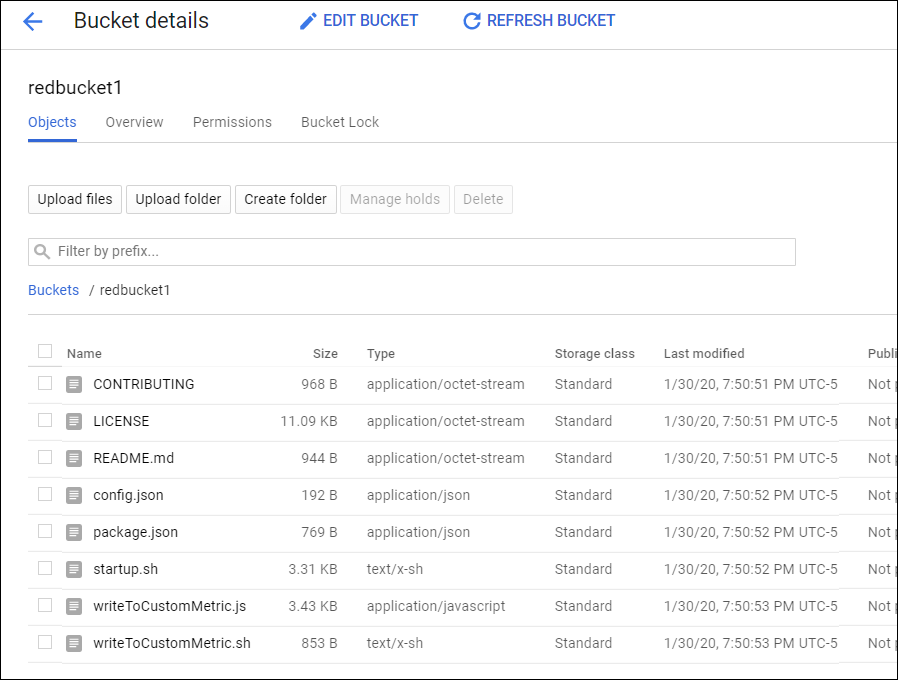 Bucket details EDIT BUCKET REFRESH BUCKET
redbucket1
Objects Overview Permissions Bucket Lock
Upload files Upload folder Create folder Manage holds Delete
Filter by prefix...
Buckets / redbucket1
Name Size Type Storage class Last modified Publi
CONTRIBUTING 968 B application/octet-stream Standard 1/30/20, 7:50:51 PM UTC-5 Not p
LICENSE 11.09 KB application/octet-stream Standard 1/30/20, 7:50:51 PM UTC-5 Not p
README.md 944 B application/octet-stream Standard 1/30/20, 7:50:51 PM UTC-5 Not p
config.json 192 B application/json Standard 1/30/20, 7:50:52 PM UTC-5 Not p
package.json 769 B application/json Standard 1/30/20, 7:50:52 PM UTC-5 Not p
startup.sh 3.31 KB text/x-sh Standard 1/30/20, 7:50:52 PM UTC-5 Not p
writeToCustomMetric.js 3.43 KB application/javascript Standard 1/30/20, 7:50:53 PM UTC-5 Not p
writeToCustomMetric.sh 853 B text/x-sh Standard 1/30/20, 7:50:53 PM UTC-5 Not p